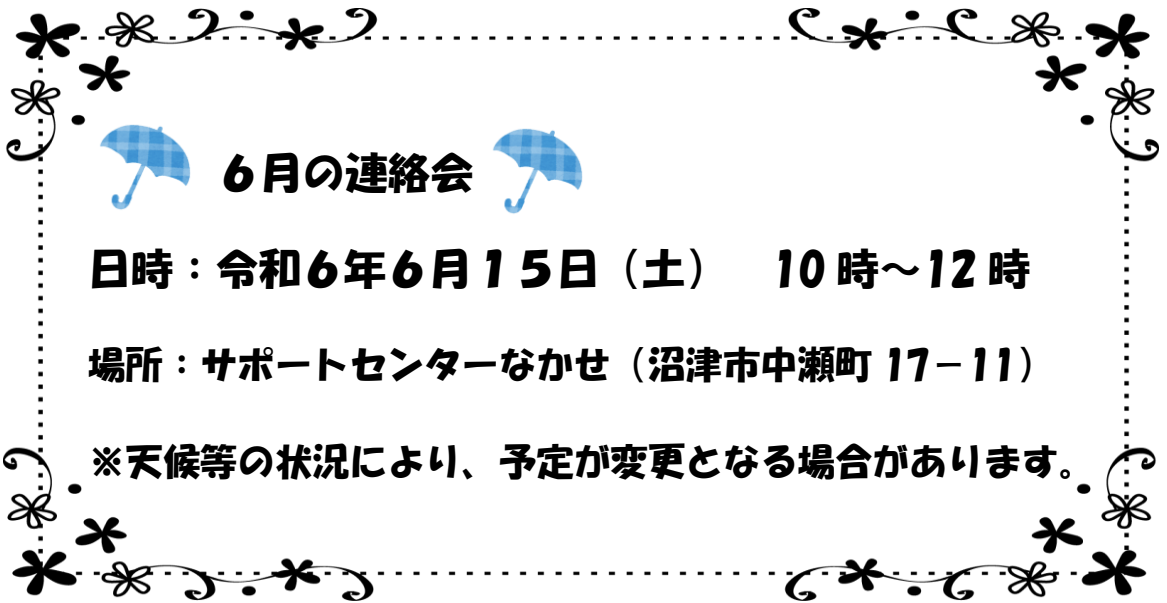 ６月の連絡会
日時：令和６年６月１５日（土）　10時～12時
場所：サポートセンターなかせ（沼津市中瀬町17－11）
※天候等の状況により、予定が変更となる場合があります。